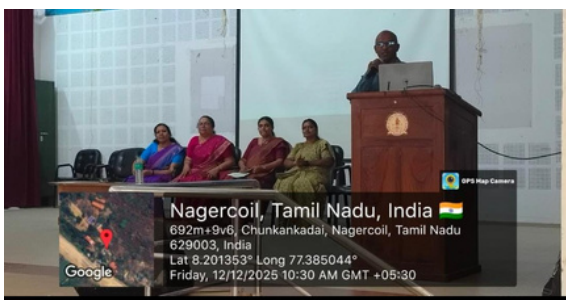 GPS Map Camera
Nagercoil, Tamil Nadu, India
692m+9v6, Chunkankadai, Nagercoil, Tamil Nadu
629003, India
Lat 8.201353° Long 77.385044°
Friday, 12/12/2025 10:30 AM GMT +05:30
Google